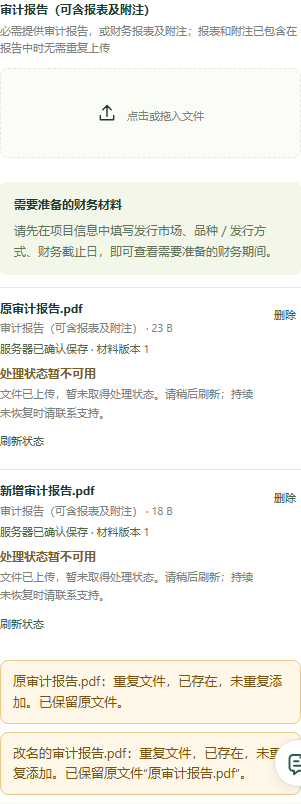 审计报告（可含报表及附注）
必需提供审计报告，或财务报表及附注；报表和附注已包含在
报告中时无需重复上传
点击或拖入文件
需要准备的财务材料
请先在项目信息中填写发行市场、品种 / 发行方
式、财务截止日，即可查看需要准备的财务期间。
原审计报告.pdf
删除
审计报告（可含报表及附注） · 23 B
服务器已确认保存 · 材料版本 1
处理状态暂不可用
文件已上传，暂未取得处理状态。请稍后刷新；持续
未恢复时请联系支持。
刷新状态
新增审计报告.pdf
删除
审计报告（可含报表及附注） · 18 B
服务器已确认保存 · 材料版本 1
处理状态暂不可用
文件已上传，暂未取得处理状态。请稍后刷新；持续
未恢复时请联系支持。
刷新状态
原审计报告.pdf：重复文件，已存在，未重复添
加。已保留原文件。
改名的审计报告.pdf：重复文件，已存在，未重
复添加。已保留原文件“原审计报告.pdf”。